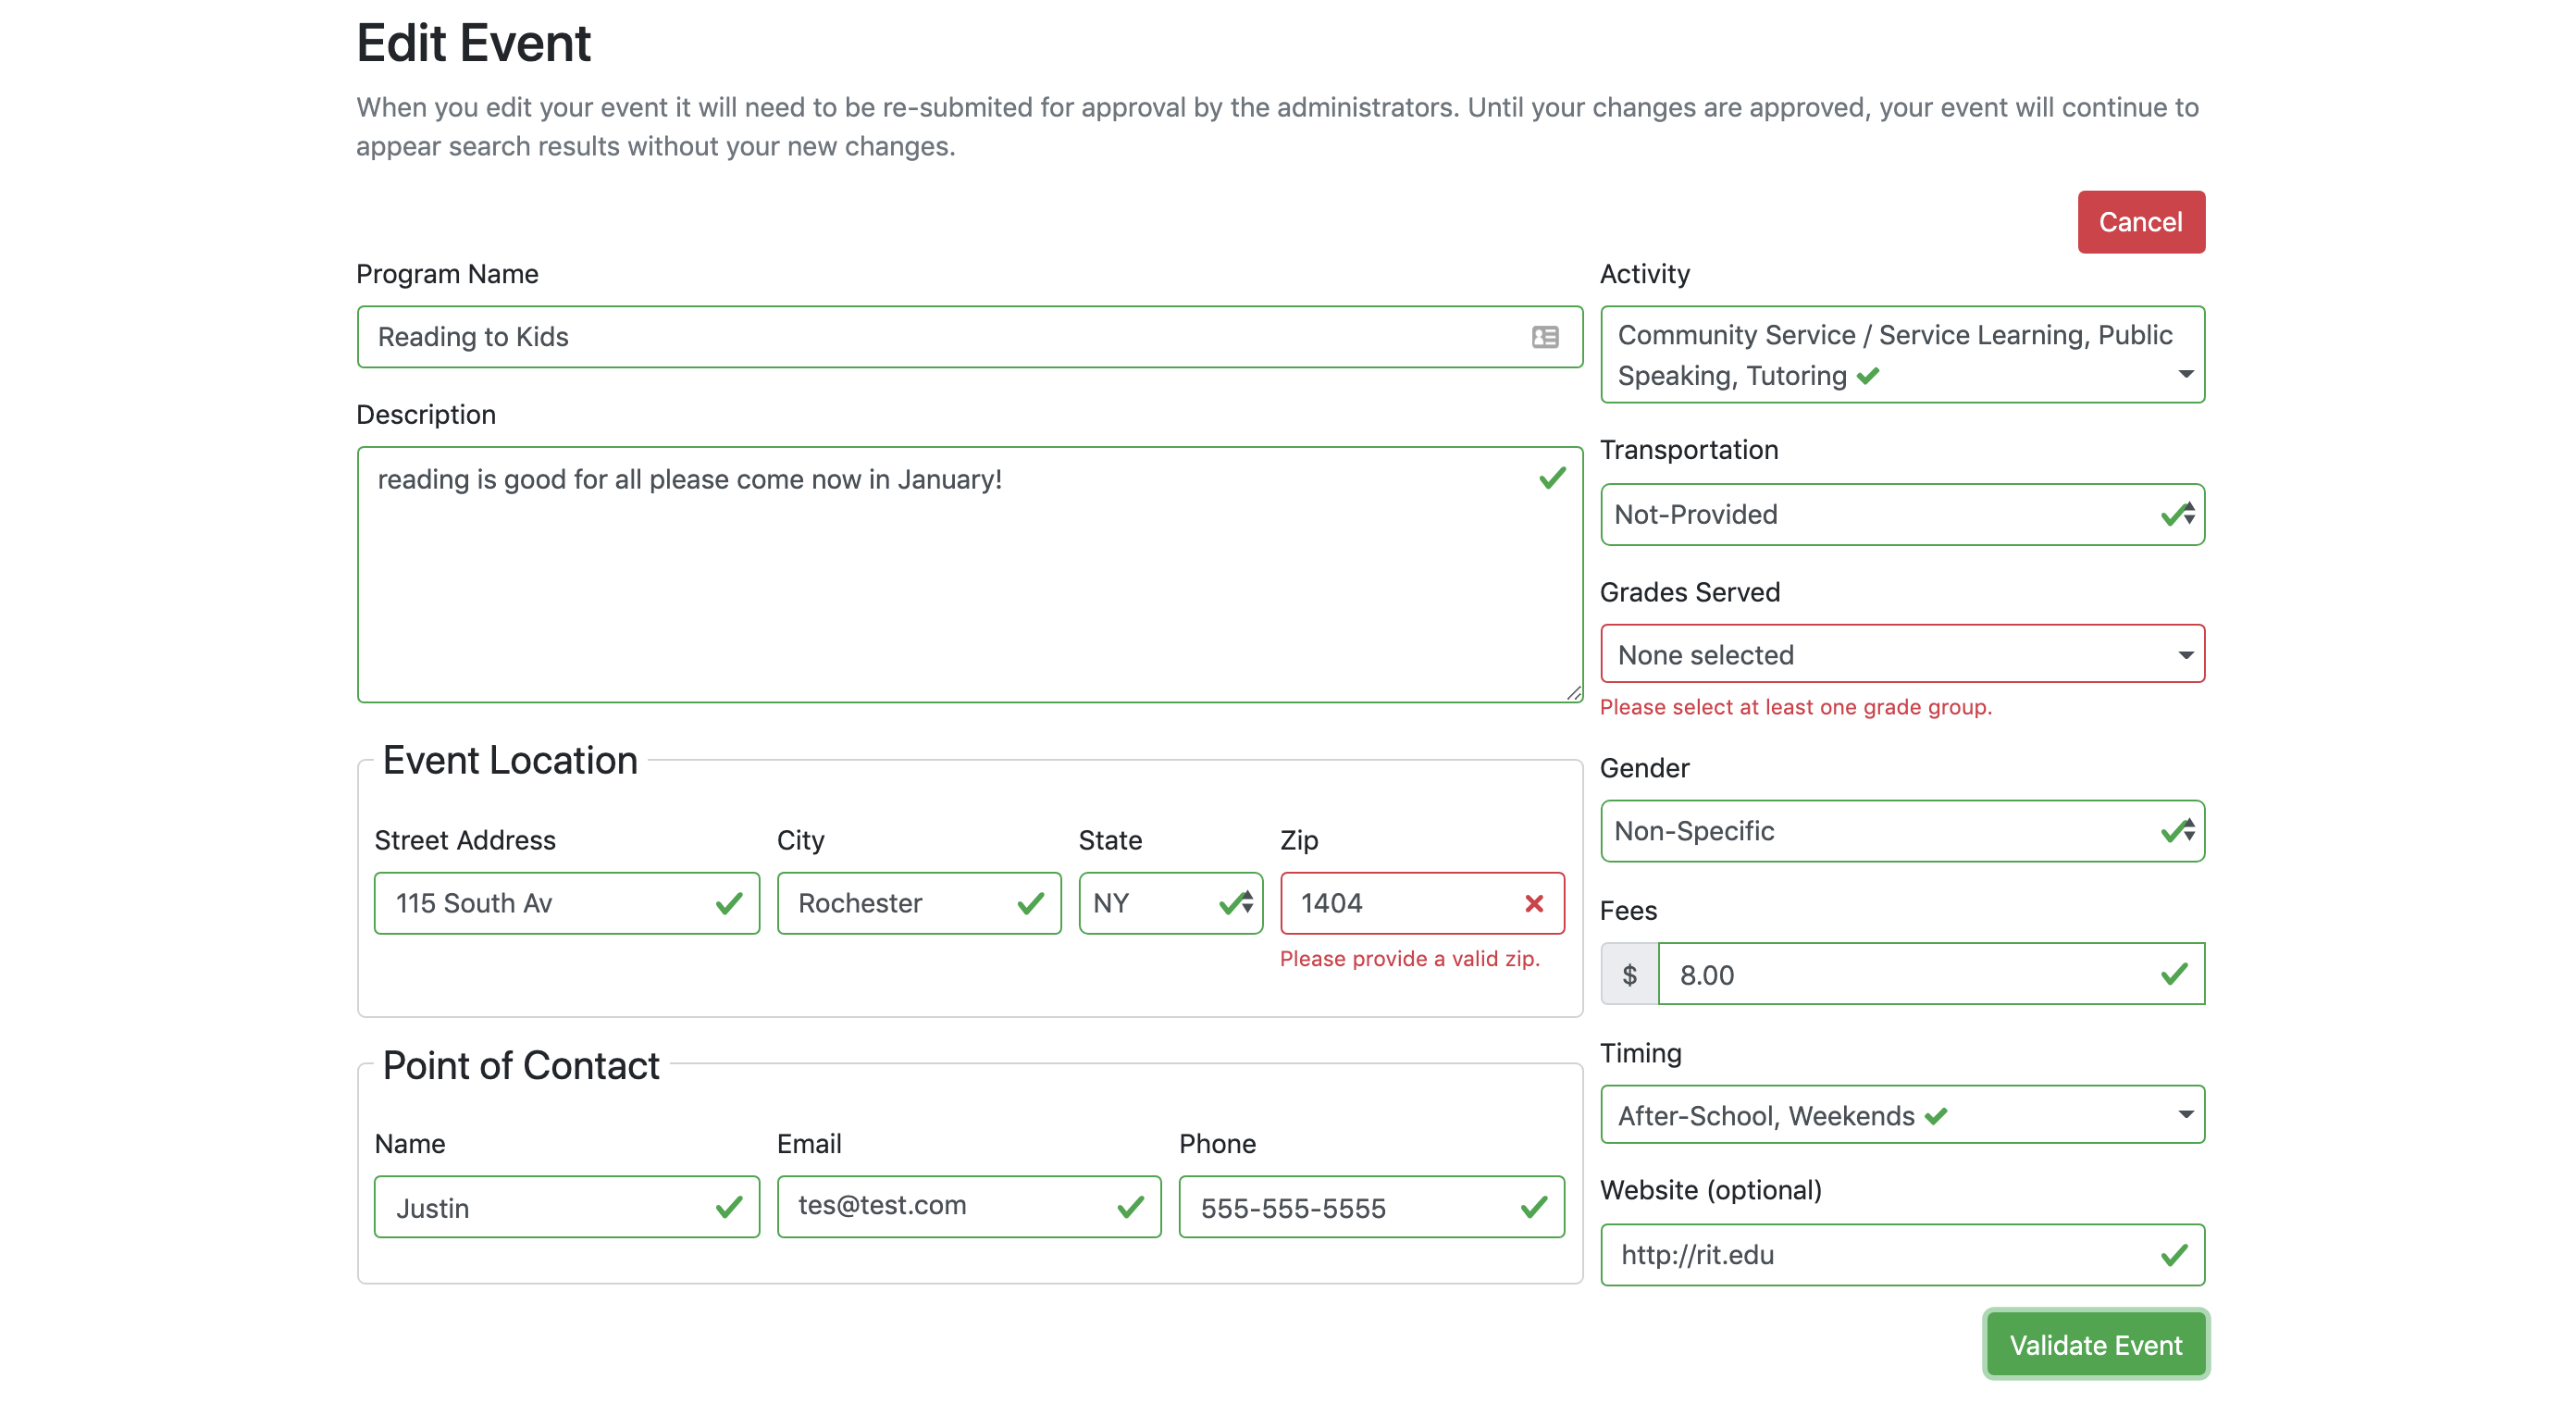 Edit Event
When you edit your event it will need to be re-submited for approval by the administrators. Until your changes are approved, your event will continue to
appear search results without your new changes.
Cancel
Program Name
Reading to Kids
Description
reading is good for all please come now in January!
Event Location
Street Address
115 South Av
City
Rochester
State
NY
Zip
1404
Please provide a valid zip.
Point of Contact
Name
Justin
Email
tes@test.com
Phone
555-555-5555
Activity
Community Service / Service Learning, Public
Speaking, Tutoring
Transportation
Not-Provided
Grades Served
None selected
Please select at least one grade group.
Gender
Non-Specific
Fees
$ 8.00
Timing
After-School, Weekends
Website (optional)
http://rit.edu
Validate Event